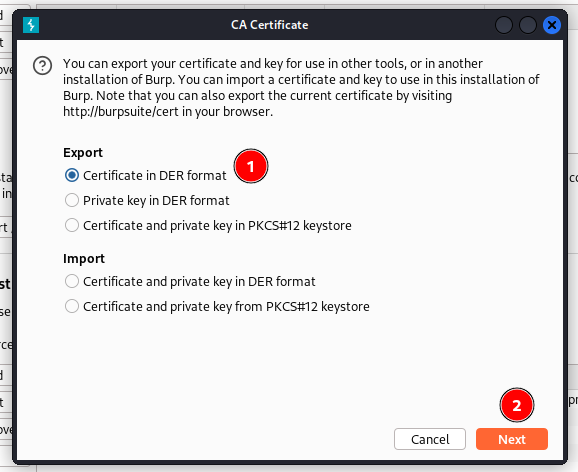 CA Certificate
You can export your certificate and key for use in other tools, or in another
installation of Burp. You can import a certificate and key to use in this installation of
Burp. Note that you can also export the current certificate by visiting
http://burpsuite/cert in your browser.
Export
Certificate in DER format
1
Private key in DER format
Certificate and private key in PKCS#12 keystore
Import
Certificate and private key in DER format
Certificate and private key from PKCS#12 keystore
2
Cancel
Next